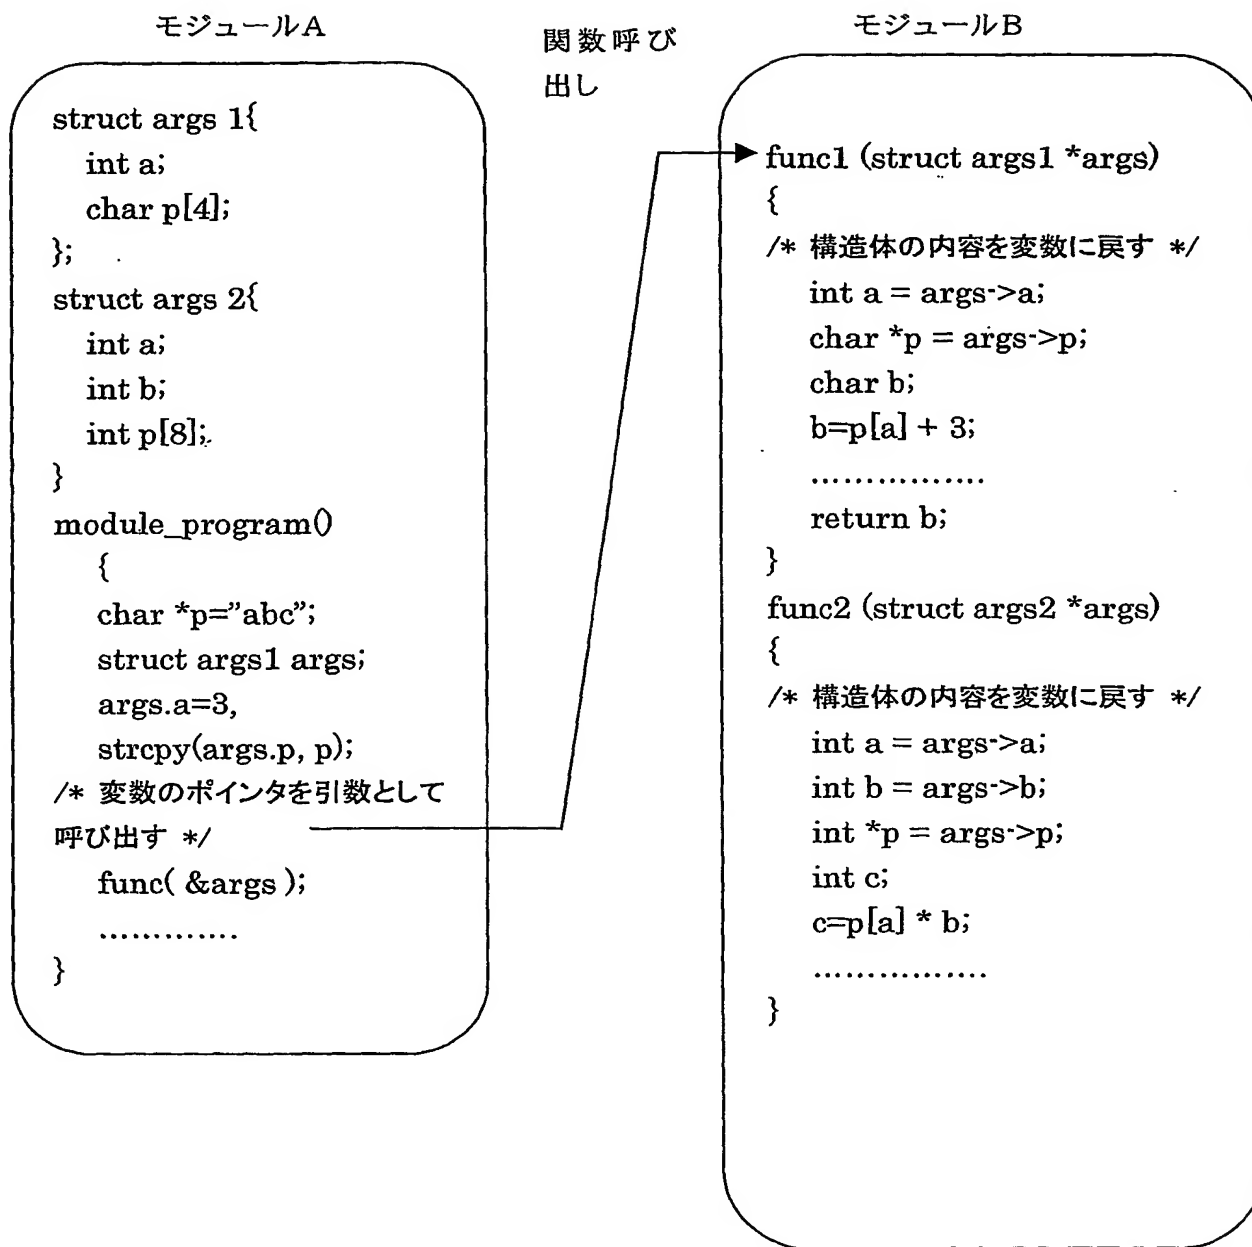 モジュールA
struct args 1{
int a;
char p[4];
};
struct args 2{
int a;
int b;
int p[8];
}
module_program()
{
char *p="abc”;
struct args1 args;
args.a=3,
strcpy(args.p, p);
/* 変数のポインタを引数として
呼び出す */
func( &args );
.............
}
関数呼び
出し
モジュールB
func1 (struct args1 *args)
{
/* 構造体の内容を変数に戻す */
int a = args->a;
char *p = args->p;
char b;
b=p[a] + 3;
................
return b;
}
func2 (struct args2 *args)
{
/* 構造体の内容を変数に戻す */
int a = args->a;
int b = args->b;
int *p = args->p;
int c;
c=p[a] * b;
................
}